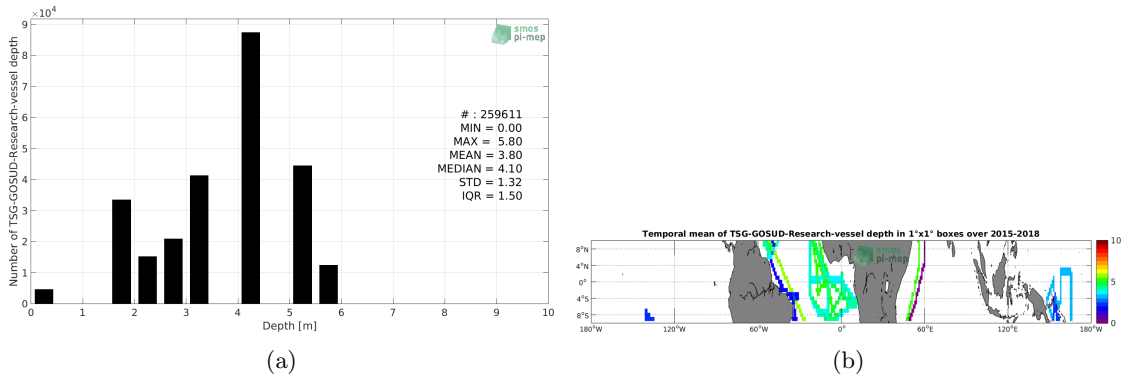 ×10⁴
9
8
7
6
5
4
3
2
1
0
Number of TSG-GOSUD-Research-vessel depth
smos
pi-mep
# : 259611
MIN = 0.00
MAX = 5.80
MEAN = 3.80
MEDIAN = 4.10
STD = 1.32
IQR = 1.50
0 1 2 3 4 5 6 7 8 9 10
Depth [m]
(a)
Temporal mean of TSG-GOSUD-Research-vessel depth in 1°x1° boxes over 2015-2018
smos
pi-mep
8°N
4°N
0°
4°S
8°S
180°W 120°W 60°W 0° 60°E 120°E 180°W
10
5
0
(b)